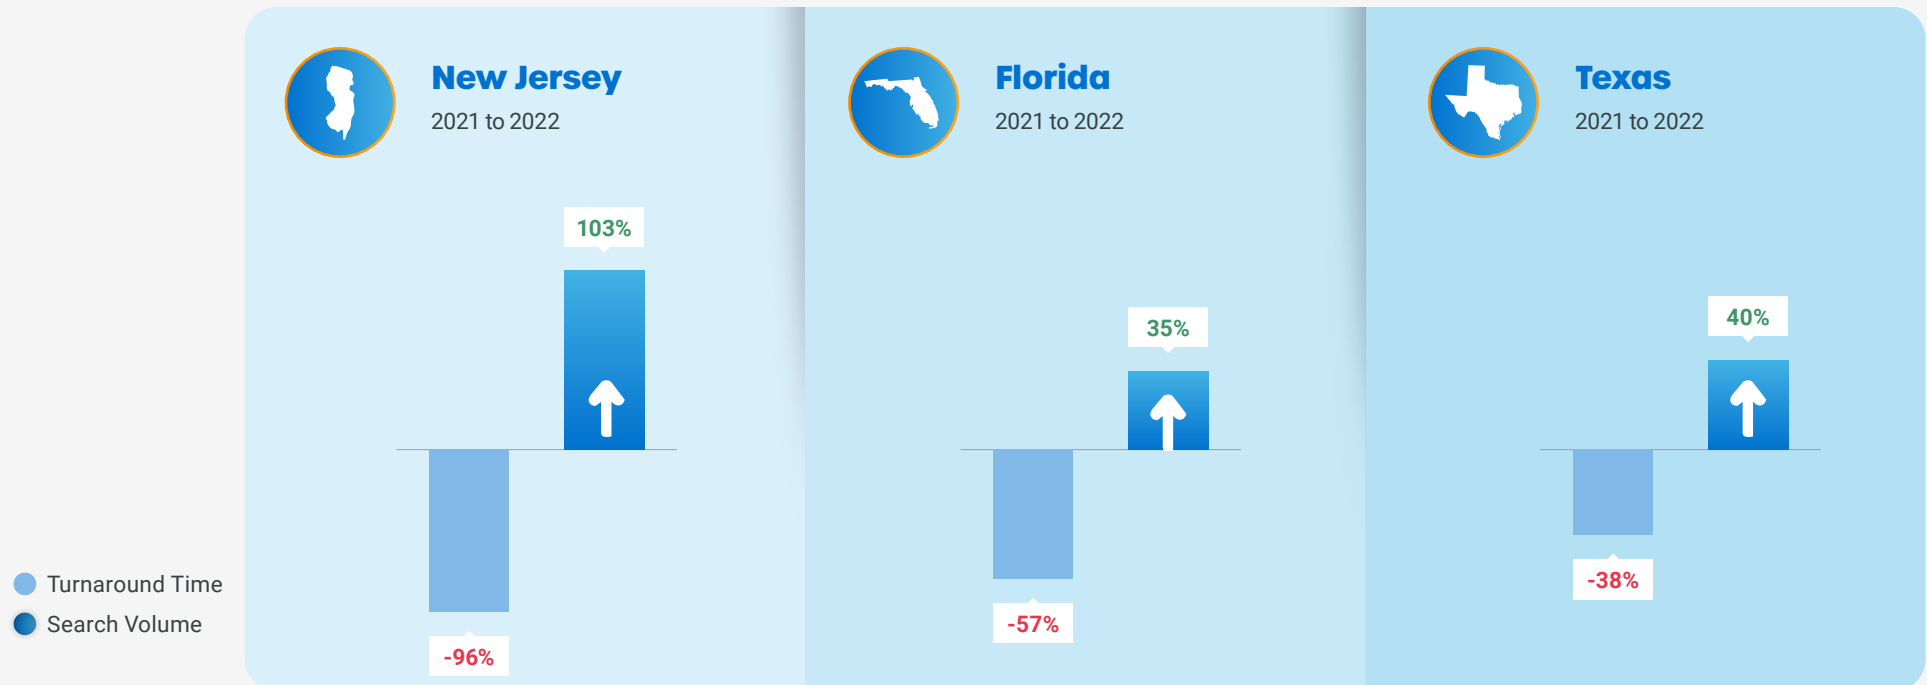 New Jersey
2021 to 2022
103%
-96%
Florida
2021 to 2022
35%
-57%
Texas
2021 to 2022
40%
-38%
Turnaround Time
Search Volume